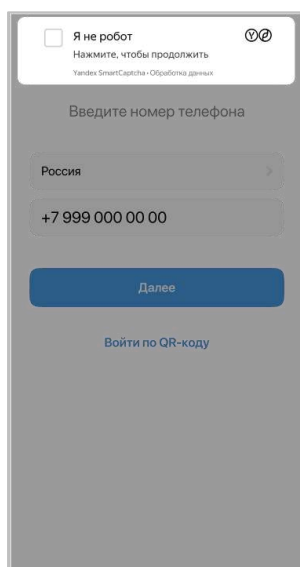 Я не робот
Нажмите, чтобы продолжить
Yandex SmartCaptcha • Обработка данных
Введите номер телефона
Россия
+7 999 000 00 00
Далее
Войти по QR-коду